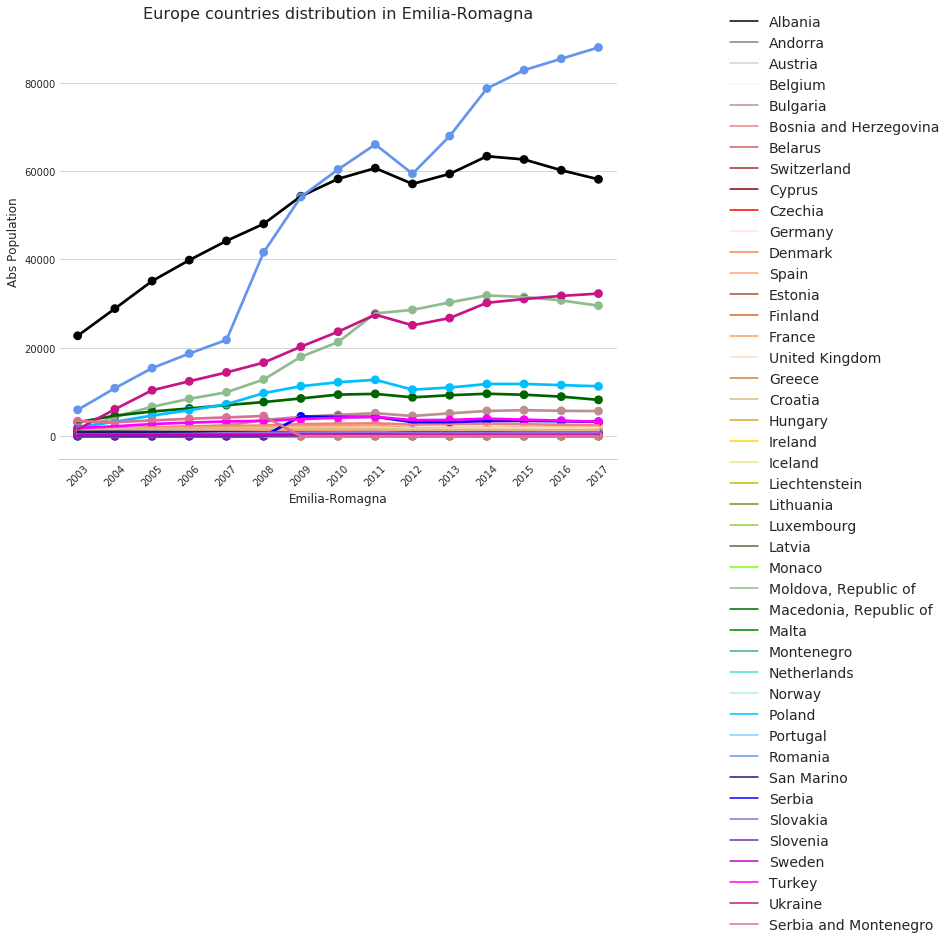 Europe countries distribution in Emilia-Romagna
80000
60000
40000
20000
0
Abs Population
2003
2004
2005
2006
2007
2008
2009
2010
2011
2012
2013
2014
2015
2016
2017
Emilia-Romagna
Albania
Andorra
Austria
Belgium
Bulgaria
Bosnia and Herzegovina
Belarus
Switzerland
Cyprus
Czechia
Germany
Denmark
Spain
Estonia
Finland
France
United Kingdom
Greece
Croatia
Hungary
Ireland
Iceland
Liechtenstein
Lithuania
Luxembourg
Latvia
Monaco
Moldova, Republic of
Macedonia, Republic of
Malta
Montenegro
Netherlands
Norway
Poland
Portugal
Romania
San Marino
Serbia
Slovakia
Slovenia
Sweden
Turkey
Ukraine
Serbia and Montenegro